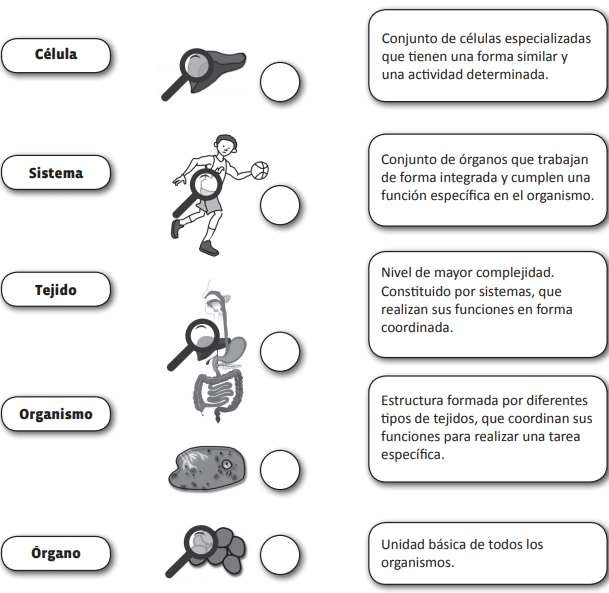 Célula
Conjunto de células especializadas
que tienen una forma similar y
una actividad determinada.
Sistema
Conjunto de órganos que trabajan
de forma integrada y cumplen una
función específica en el organismo.
Tejido
Nivel de mayor complejidad.
Constituido por sistemas, que
realizan sus funciones en forma
coordinada.
Organismo
Estructura formada por diferentes
tipos de tejidos, que coordinan sus
funciones para realizar una tarea
específica.
Órgano
Unidad básica de todos los
organismos.